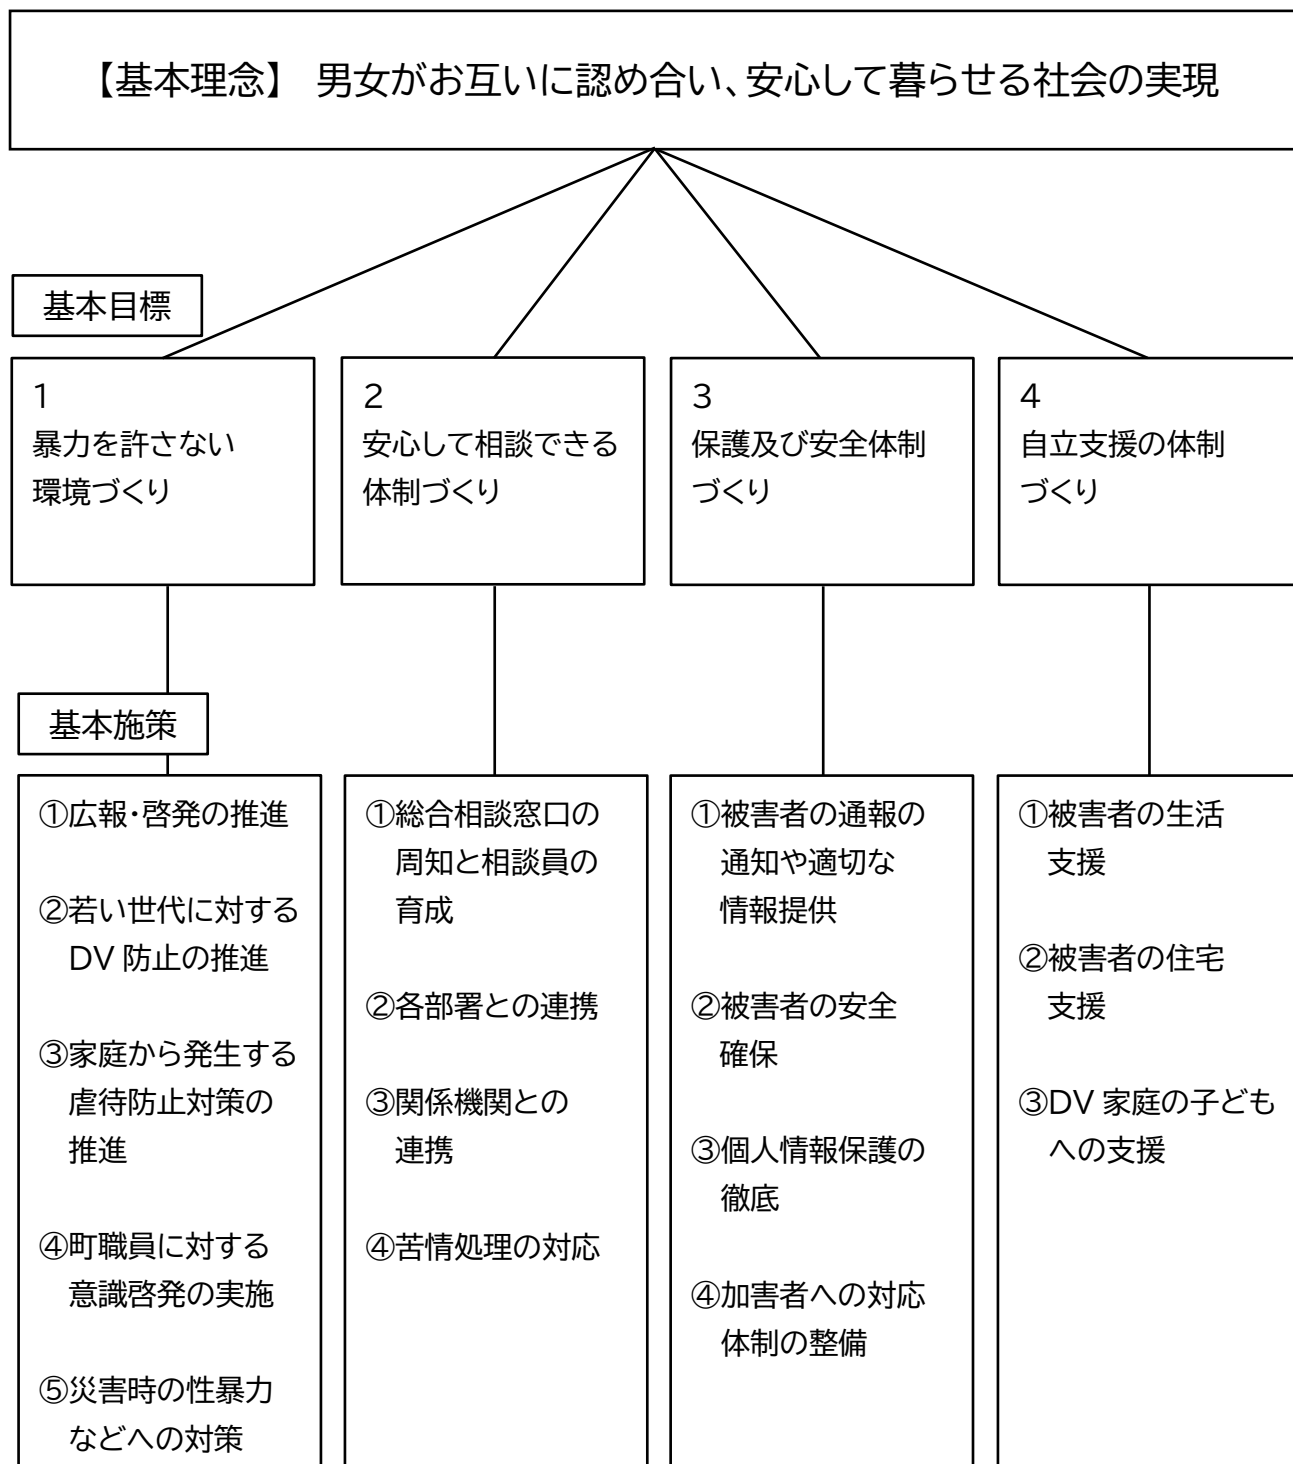 【基本理念】 男女がお互いに認め合い、安心して暮らせる社会の実現
基本目標
1
暴力を許さない
環境づくり
2
安心して相談できる
体制づくり
3
保護及び安全体制
づくり
4
自立支援の体制
づくり
基本施策
①広報・啓発の推進
②若い世代に対する
DV 防止の推進
③家庭から発生する
虐待防止対策の
推進
④町職員に対する
意識啓発の実施
⑤災害時の性暴力
などへの対策
①総合相談窓口の
周知と相談員の
育成
②各部署との連携
③関係機関との
連携
④苦情処理の対応
①被害者の通報の
通知や適切な
情報提供
②被害者の安全
確保
③個人情報保護の
徹底
④加害者への対応
体制の整備
①被害者の生活
支援
②被害者の住宅
支援
③DV 家庭の子ども
への支援